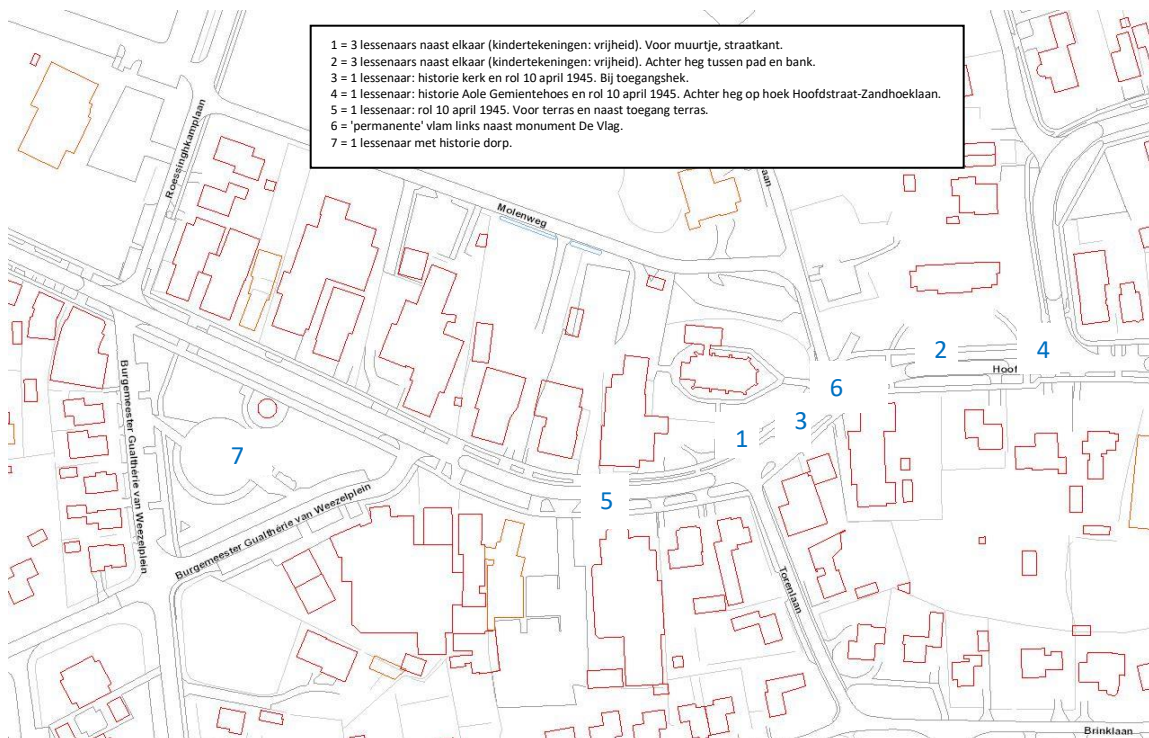 1 = 3 lessenaars naast elkaar (kindertekeningen: vrijheid). Voor muurtje, straatkant.
2 = 3 lessenaars naast elkaar (kindertekeningen: vrijheid). Achter heg tussen pad en bank.
3 = 1 lessenaar: historie kerk en rol 10 april 1945. Bij toegangshek.
4 = 1 lessenaar: historie Aole Gemientehoes en rol 10 april 1945. Achter heg op hoek Hoofdstraat-Zandhoeklaan.
5 = 1 lessenaar: rol 10 april 1945. Voor terras en naast toegang terras.
6 = 'permanente' vlam links naast monument De Vlag.
7 = 1 lessenaar met historie dorp.
Roessinghkamplaan
Molenweg
laan
2
4
Hoof
6
3
1
7
5
Burgemeester Gualthérie van Weezelplein
Burgemeester Gualthérie van Weezelplein
Torenlaan
Brinklaan